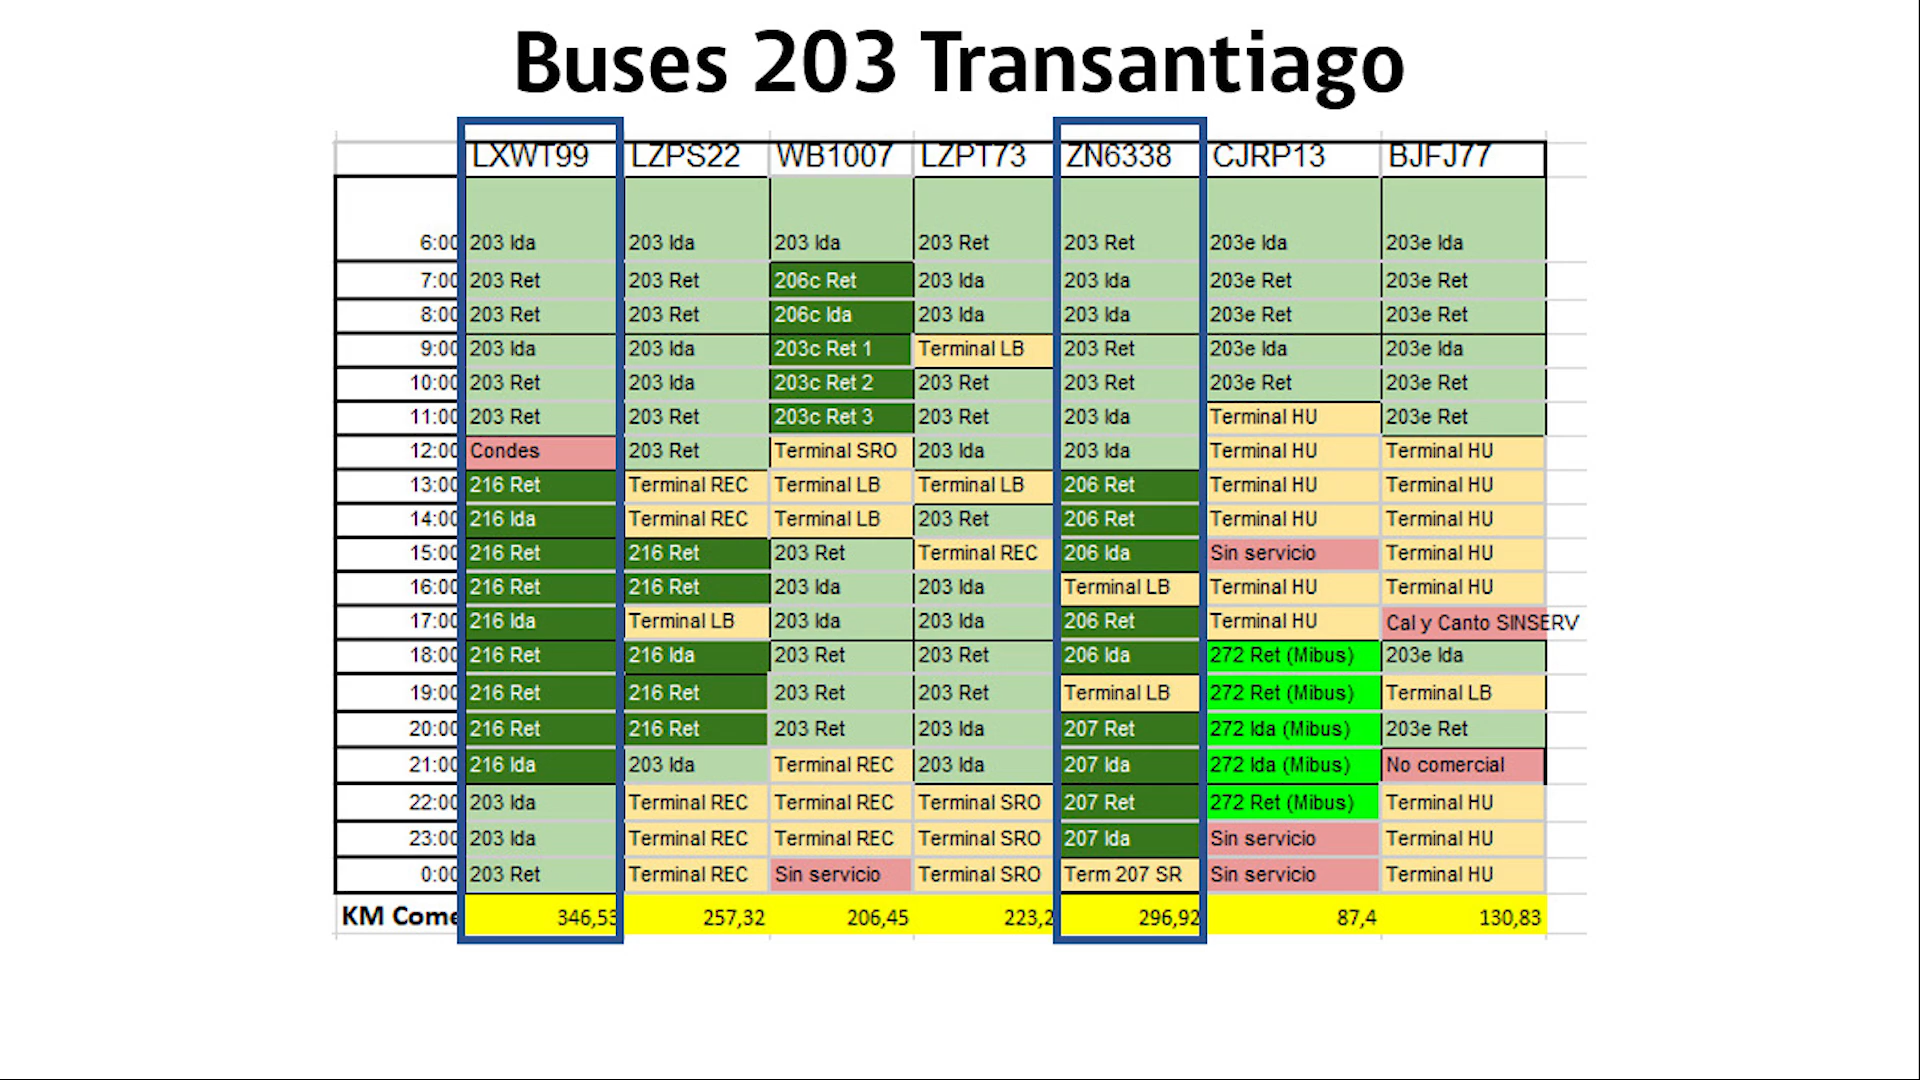 Buses 203 Transantiago
LXWT99 LZPS22 WB1007 LZPT73 ZN6338 CJRP13 BJFJ77
6:00 203 Ida 203 Ida 203 Ida 203 Ret 203 Ret 203e Ida 203e Ida
7:00 203 Ret 203 Ret 206c Ret 203 Ida 203 Ida 203e Ret 203e Ret
8:00 203 Ret 203 Ret 206c Ida 203 Ida 203 Ida 203e Ret 203e Ret
9:00 203 Ida 203 Ida 203c Ret 1 Terminal LB 203 Ret 203e Ida 203e Ida
10:00 203 Ret 203 Ida 203c Ret 2 203 Ret 203 Ret 203e Ret 203e Ret
11:00 203 Ret 203 Ret 203c Ret 3 203 Ret 203 Ida Terminal HU 203e Ret
12:00 Condes 203 Ret Terminal SRO 203 Ida 203 Ida Terminal HU Terminal HU
13:00 216 Ret Terminal REC Terminal LB Terminal LB 206 Ret Terminal HU Terminal HU
14:00 216 Ida Terminal REC Terminal LB 203 Ret 206 Ret Terminal HU Terminal HU
15:00 216 Ret 216 Ret 203 Ret Terminal REC 206 Ida Sin servicio Terminal HU
16:00 216 Ret 216 Ret 203 Ida 203 Ida Terminal LB Terminal HU Terminal HU
17:00 216 Ida Terminal LB 203 Ida 203 Ida 206 Ret Terminal HU Cal y Canto SINSERV
18:00 216 Ret 216 Ida 203 Ret 203 Ret 206 Ida 272 Ret (Mibus) 203e Ida
19:00 216 Ret 216 Ret 203 Ret 203 Ret Terminal LB 272 Ret (Mibus) Terminal LB
20:00 216 Ret 216 Ret 203 Ret 203 Ida 207 Ret 272 Ida (Mibus) 203e Ret
21:00 216 Ida 203 Ida Terminal REC 203 Ida 207 Ida 272 Ida (Mibus) No comercial
22:00 203 Ida Terminal REC Terminal REC Terminal SRO 207 Ret 272 Ret (Mibus) Terminal HU
23:00 203 Ida Terminal REC Terminal REC Terminal SRO 207 Ida Sin servicio Terminal HU
0:00 203 Ret Terminal REC Sin servicio Terminal SRO Term 207 SR Sin servicio Terminal HU
KM Come 346,53 257,32 206,45 223,2 296,92 87,4 130,83